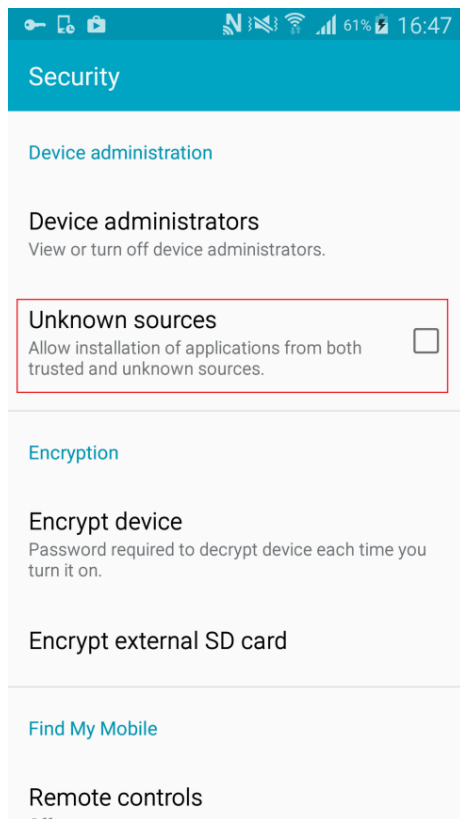 61% 16:47
Security
Device administration
Device administrators
View or turn off device administrators.
Unknown sources
Allow installation of applications from both
trusted and unknown sources.
Encryption
Encrypt device
Password required to decrypt device each time you
turn it on.
Encrypt external SD card
Find My Mobile
Remote controls